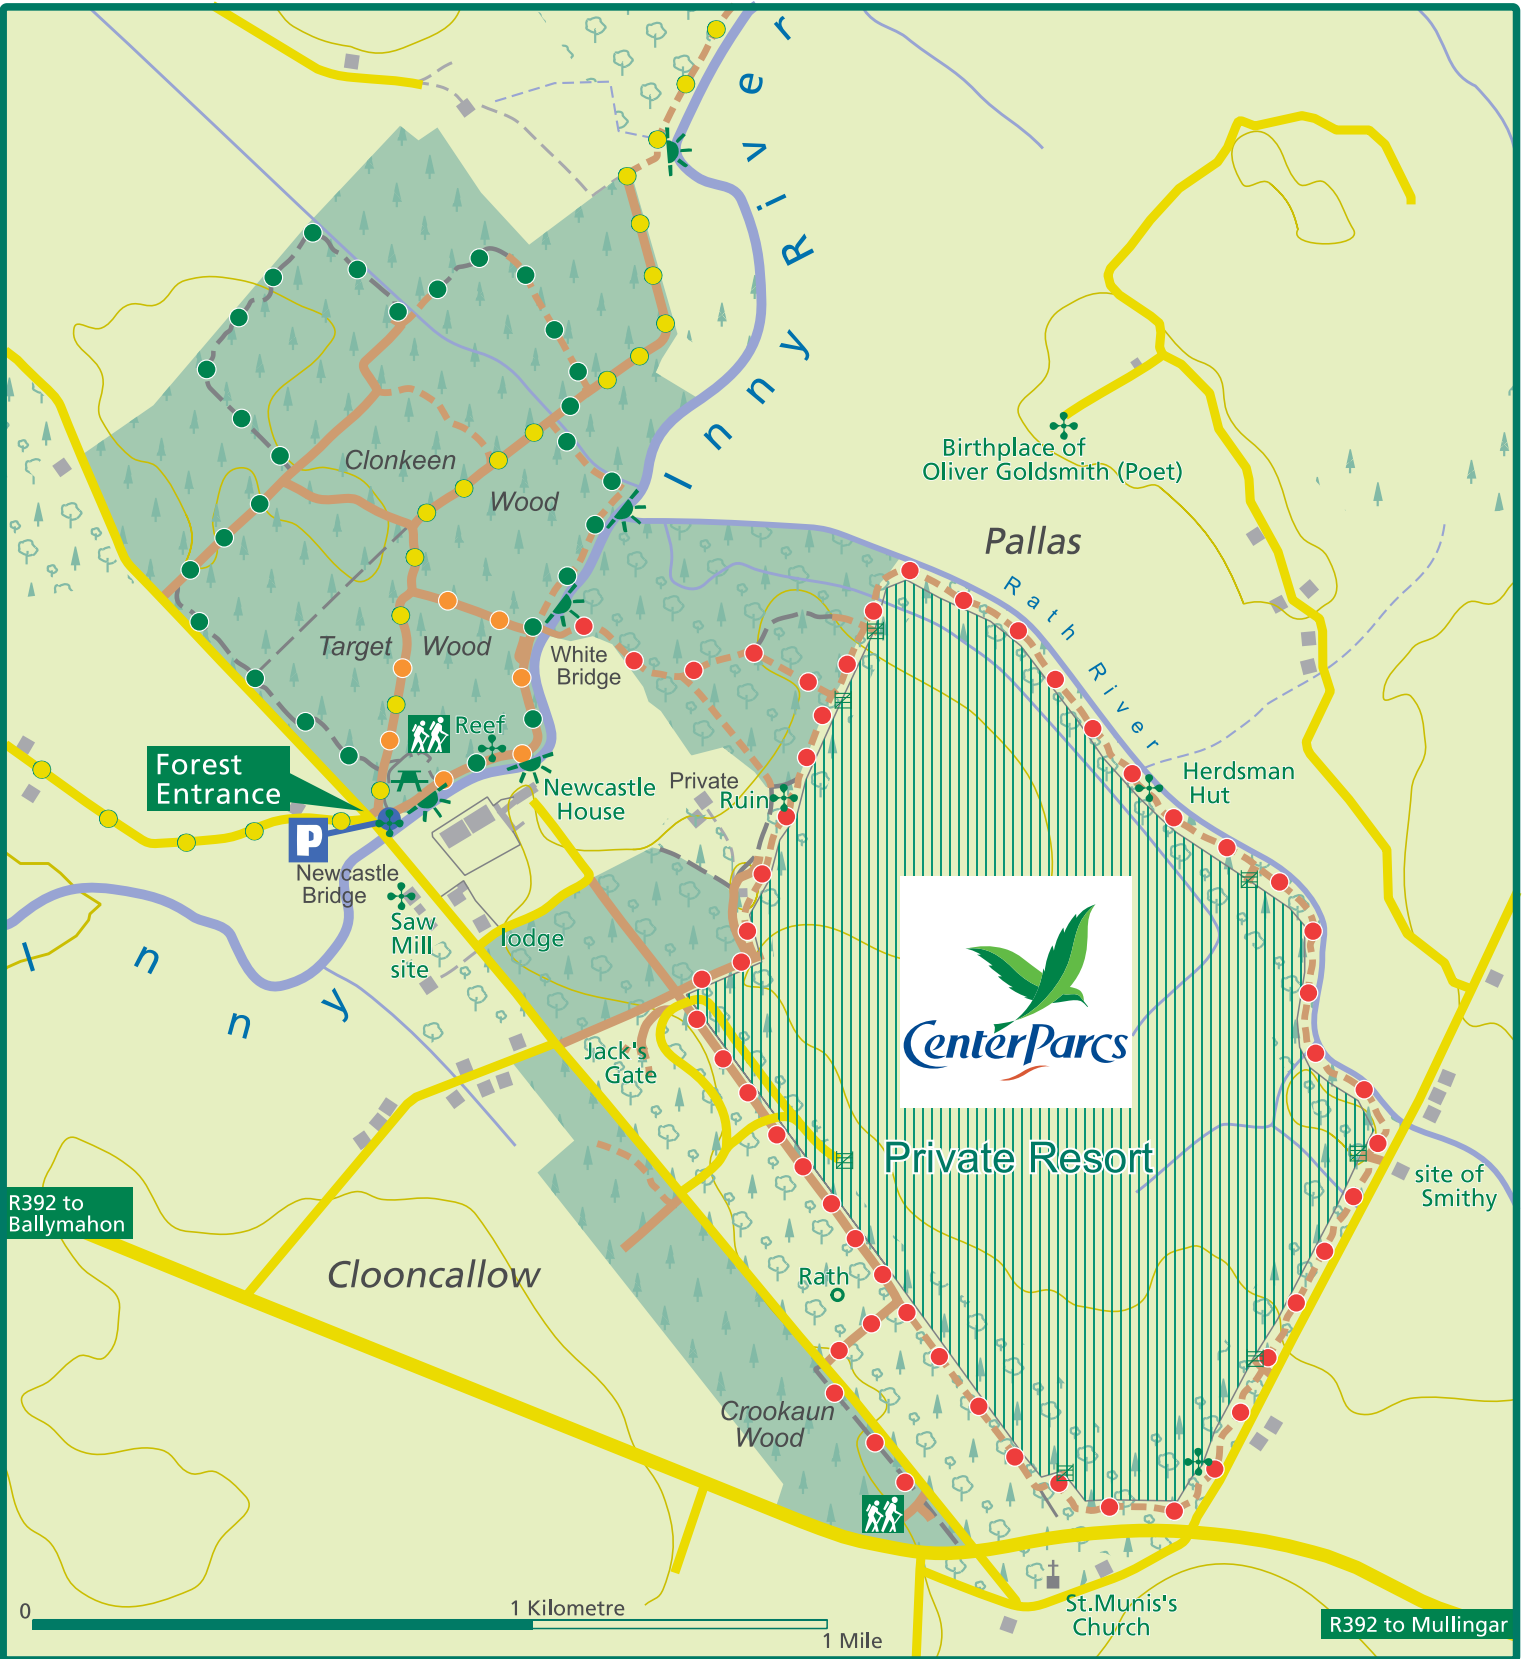 Inny River
Birthplace of
Oliver Goldsmith (Poet)
Clonkeen
Wood
Pallas
Rath River
Target Wood
White
Bridge
Reef
Forest
Entrance
P
Newcastle
House
Private
Ruin
Herdsman
Hut
Newcastle
Bridge
Saw
Mill
site
lodge
Inny
Jack's
Gate
CenterParcs
Private Resort
site of
Smithy
R392 to
Ballymahon
Clooncallow
Rath
Crookaun
Wood
St.Munis's
Church
0
1 Kilometre
1 Mile
R392 to Mullingar